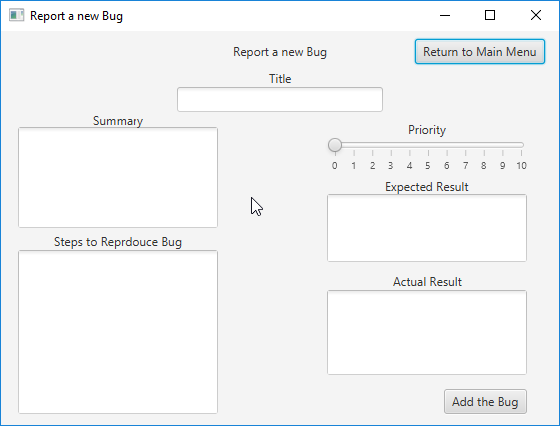 Report a new Bug
Report a new Bug
Return to Main Menu
Title
Summary
Priority
0 1 2 3 4 5 6 7 8 9 10
Expected Result
Steps to Reprdouce Bug
Actual Result
Add the Bug